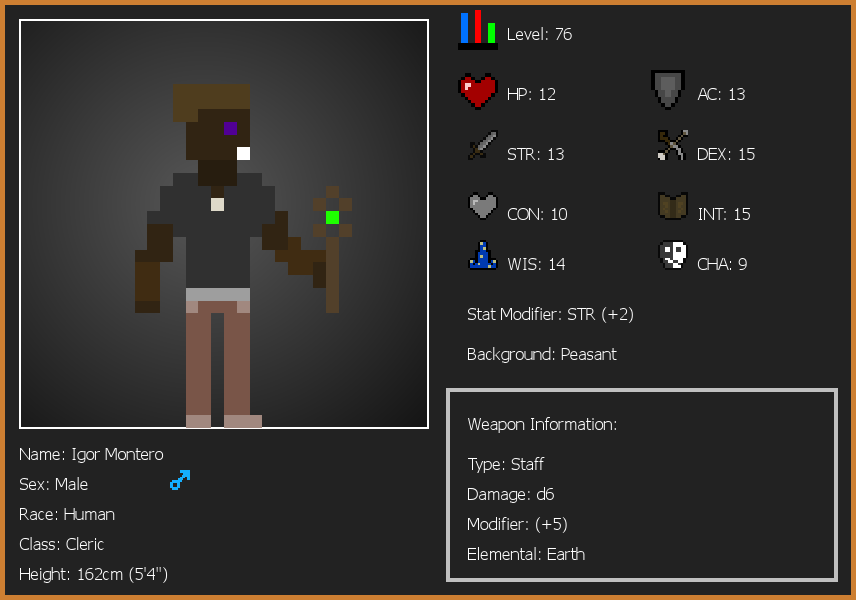 Level: 76
HP: 12
AC: 13
STR: 13
DEX: 15
CON: 10
INT: 15
WIS: 14
CHA: 9
Stat Modifier: STR (+2)
Background: Peasant
Weapon Information:
Type: Staff
Damage: d6
Modifier: (+5)
Elemental: Earth
Name: Igor Montero
Sex: Male
Race: Human
Class: Cleric
Height: 162cm (5'4")